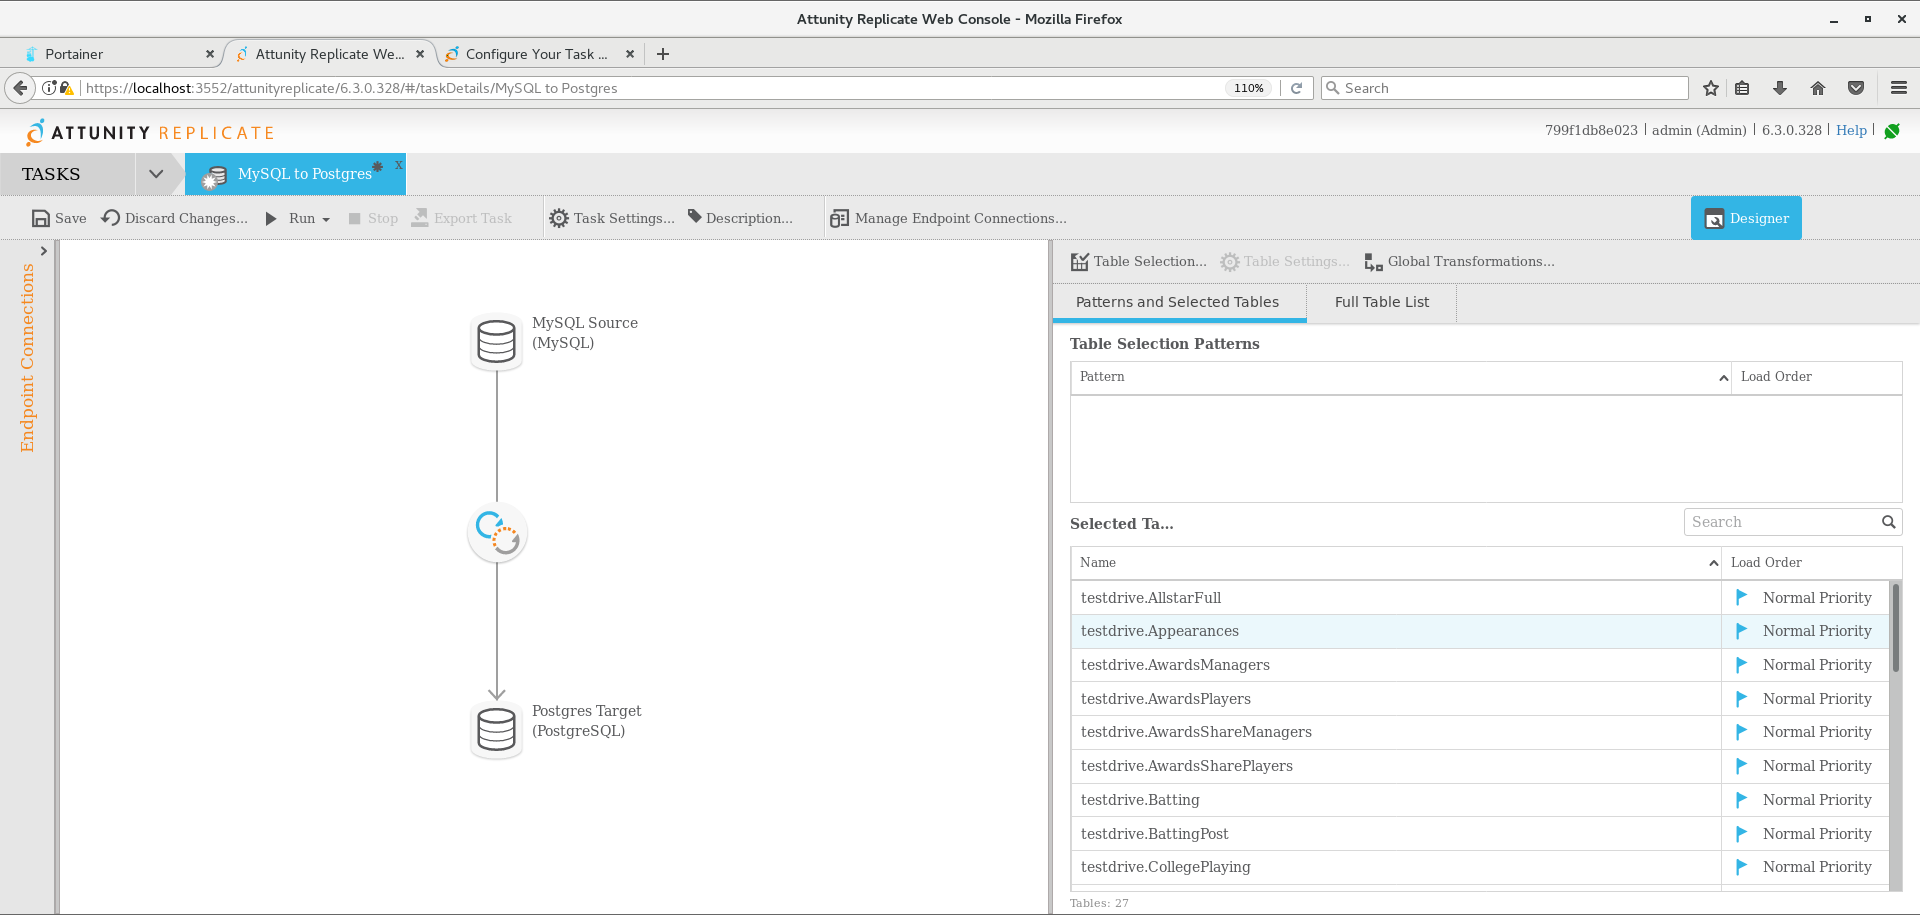 Attunity Replicate Web Console - Mozilla Firefox
Portainer
Attunity Replicate We...
Configure Your Task ...
https://localhost:3552/attunityreplicate/6.3.0.328/#/taskDetails/MySQL to Postgres
110%
Search
ATTUNITY REPLICATE
799f1db8e023 | admin (Admin) | 6.3.0.328 | Help |
TASKS
MySQL to Postgres
x
Save
Discard Changes...
Run
Stop
Export Task
Task Settings...
Description...
Manage Endpoint Connections...
Designer
Endpoint Connections
MySQL Source
(MySQL)
Postgres Target
(PostgreSQL)
Table Selection...
Table Settings...
Global Transformations...
Patterns and Selected Tables
Full Table List
Table Selection Patterns
Pattern
Load Order
Selected Ta...
Search
Name
Load Order
testdrive.AllstarFull Normal Priority
testdrive.Appearances Normal Priority
testdrive.AwardsManagers Normal Priority
testdrive.AwardsPlayers Normal Priority
testdrive.AwardsShareManagers Normal Priority
testdrive.AwardsSharePlayers Normal Priority
testdrive.Batting Normal Priority
testdrive.BattingPost Normal Priority
testdrive.CollegePlaying Normal Priority
Tables: 27